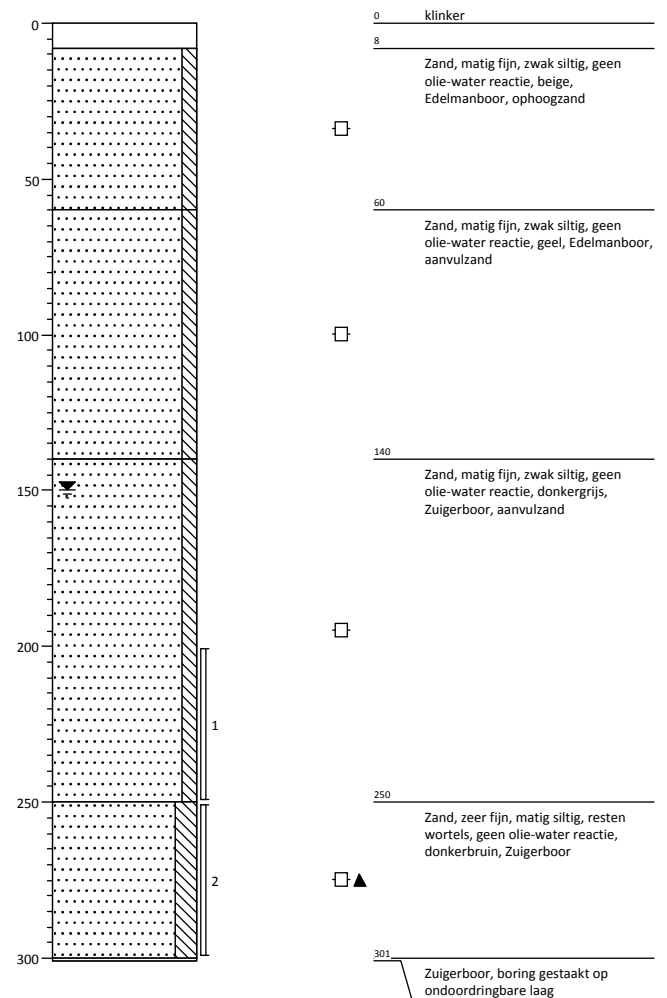 0
50
100
150
200
250
300
1
2
0
klinker
8
Zand, matig fijn, zwak siltig, geen
olie-water reactie, beige,
Edelmanboor, ophoogzand
60
Zand, matig fijn, zwak siltig, geen
olie-water reactie, geel, Edelmanboor,
aanvulzand
140
Zand, matig fijn, zwak siltig, geen
olie-water reactie, donkergrijs,
Zuigerboor, aanvulzand
250
Zand, zeer fijn, matig siltig, resten
wortels, geen olie-water reactie,
donkerbruin, Zuigerboor
301
Zuigerboor, boring gestaakt op
ondoordringbare laag